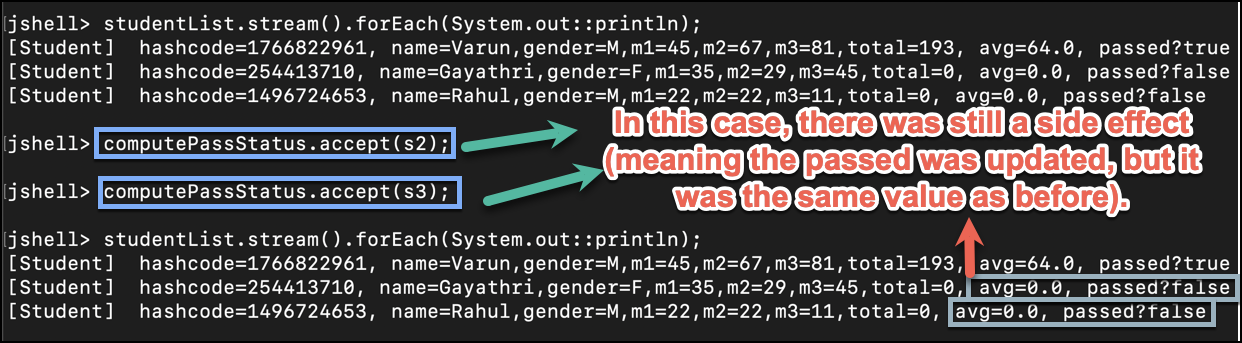 jshell> studentList.stream().forEach(System.out::println);
[Student]  hashcode=1766822961, name=Varun,gender=M,m1=45,m2=67,m3=81,total=193, avg=64.0, passed?true
[Student]  hashcode=254413710, name=Gayathri,gender=F,m1=35,m2=29,m3=45,total=0, avg=0.0, passed?false
[Student]  hashcode=1496724653, name=Rahul,gender=M,m1=22,m2=22,m3=11,total=0, avg=0.0, passed?false
jshell> computePassStatus.accept(s2);
jshell> computePassStatus.accept(s3);
In this case, there was still a side effect
(meaning the passed was updated, but it
was the same value as before).
jshell> studentList.stream().forEach(System.out::println);
[Student]  hashcode=1766822961, name=Varun,gender=M,m1=45,m2=67,m3=81,total=193, avg=64.0, passed?true
[Student]  hashcode=254413710, name=Gayathri,gender=F,m1=35,m2=29,m3=45,total=0, avg=0.0, passed?false
[Student]  hashcode=1496724653, name=Rahul,gender=M,m1=22,m2=22,m3=11,total=0, avg=0.0, passed?false